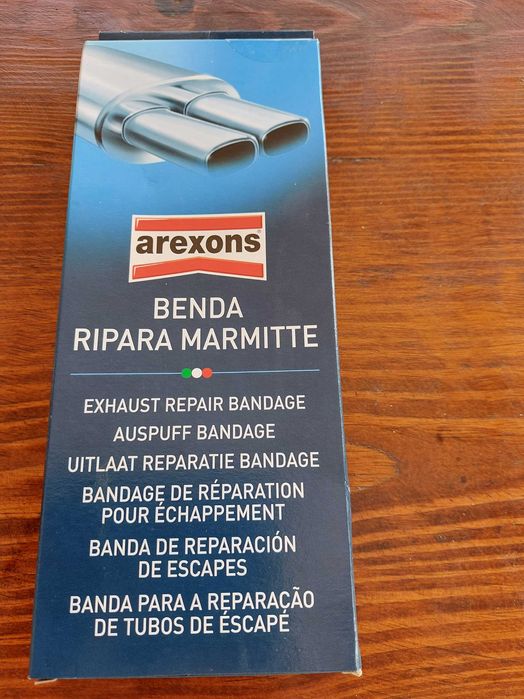 arexons
BENDA
RIPARA MARMITTE
EXHAUST REPAIR BANDAGE
AUSPUFF BANDAGE
UITLAAT REPARATIE BANDAGE
BANDAGE DE RÉPARATION
POUR ÉCHAPPEMENT
BANDA DE REPARACIÓN
DE ESCAPES
BANDA PARA A REPARAÇÃO
DE TUBOS DE ÉSCAPE